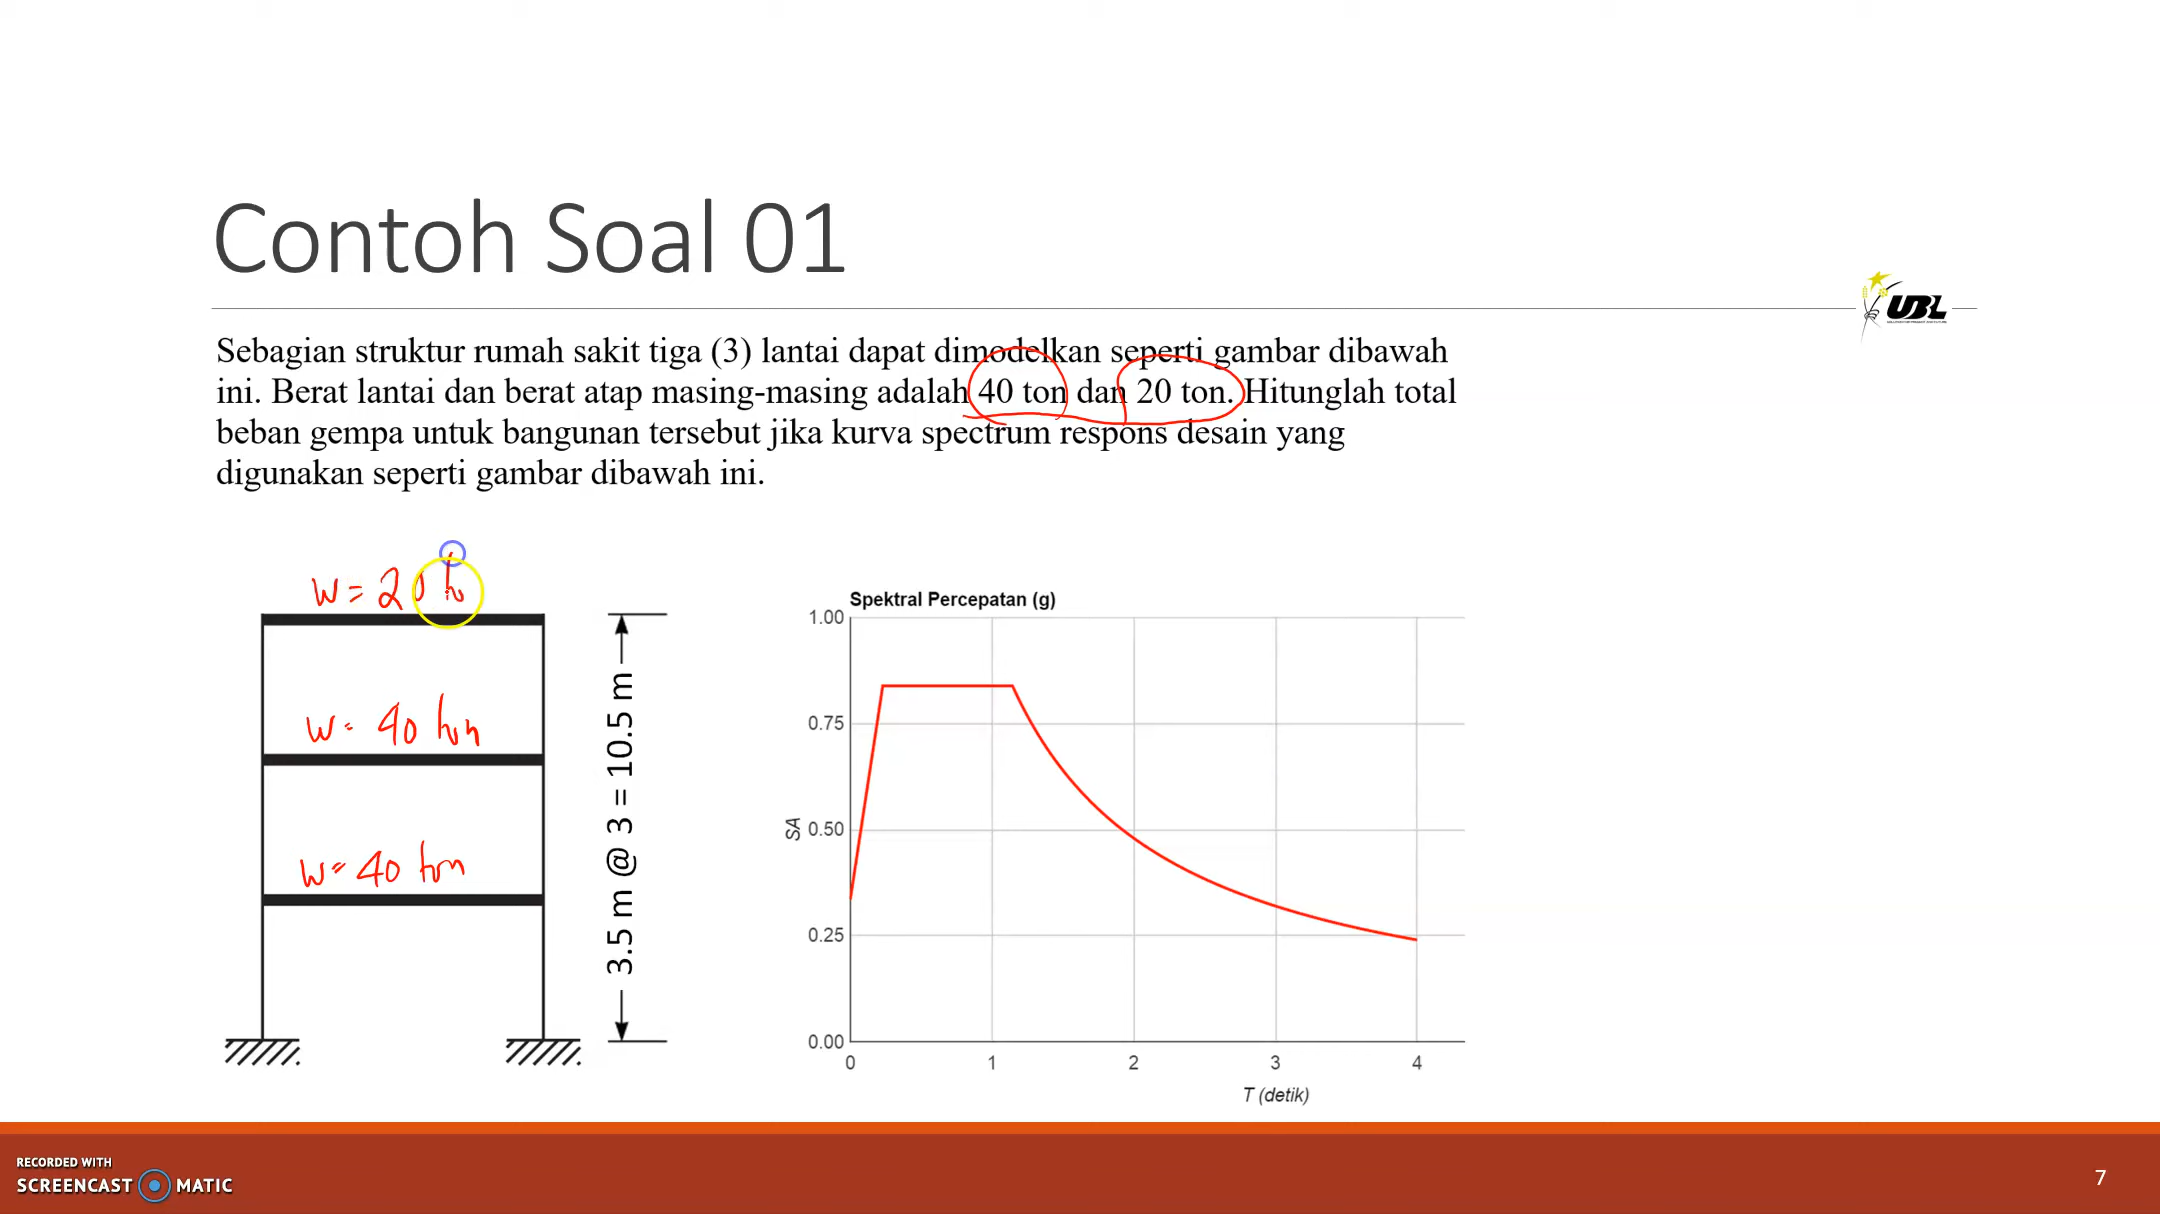 Contoh Soal 01
UBL
Sebagian struktur rumah sakit tiga (3) lantai dapat dimodelkan seperti gambar dibawah
ini. Berat lantai dan berat atap masing-masing adalah 40 ton dan 20 ton. Hitunglah total
beban gempa untuk bangunan tersebut jika kurva spectrum respons desain yang
digunakan seperti gambar dibawah ini.
W = 20
W = 40 ton
W = 40 ton
3.5 m @ 3 = 10.5 m
Spektral Percepatan (g)
1.00
0.75
SA 0.50
0.25
0.00
0 1 2 3 4
T (detik)
RECORDED WITH
SCREENCAST MATIC
7